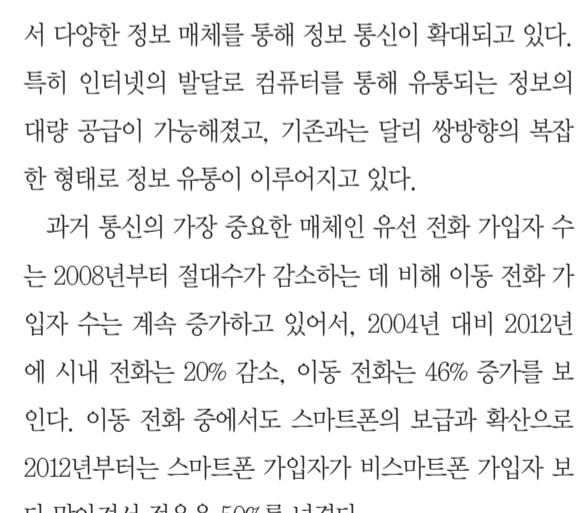 서 다양한 정보 매체를 통해 정보 통신이 확대되고 있다.
특히 인터넷의 발달로 컴퓨터를 통해 유통되는 정보의
대량 공급이 가능해졌고, 기존과는 달리 쌍방향의 복잡
한 형태로 정보 유통이 이루어지고 있다.
과거 통신의 가장 중요한 매체인 유선 전화 가입자 수
는 2008년부터 절대수가 감소하는 데 비해 이동 전화 가
입자 수는 계속 증가하고 있어서, 2004년 대비 2012년
에 시내 전화는 20% 감소, 이동 전화는 46% 증가를 보
인다. 이동 전화 중에서도 스마트폰의 보급과 확산으로
2012년부터는 스마트폰 가입자가 비스마트폰 가입자 보